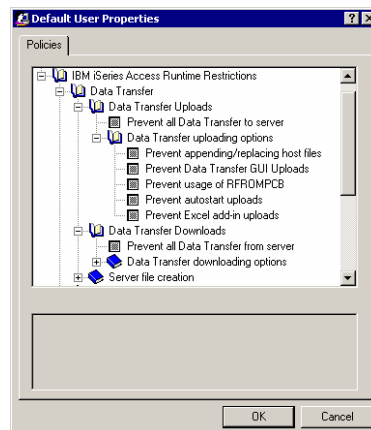 Default User Properties
Policies
IBM iSeries Access Runtime Restrictions
Data Transfer
Data Transfer Uploads
Prevent all Data Transfer to server
Data Transfer uploading options
Prevent appending/replacing host files
Prevent Data Transfer GUI Uploads
Prevent usage of RFROMPCB
Prevent autostart uploads
Prevent Excel add-in uploads
Data Transfer Downloads
Prevent all Data Transfer from server
Data Transfer downloading options
Server file creation
OK Cancel